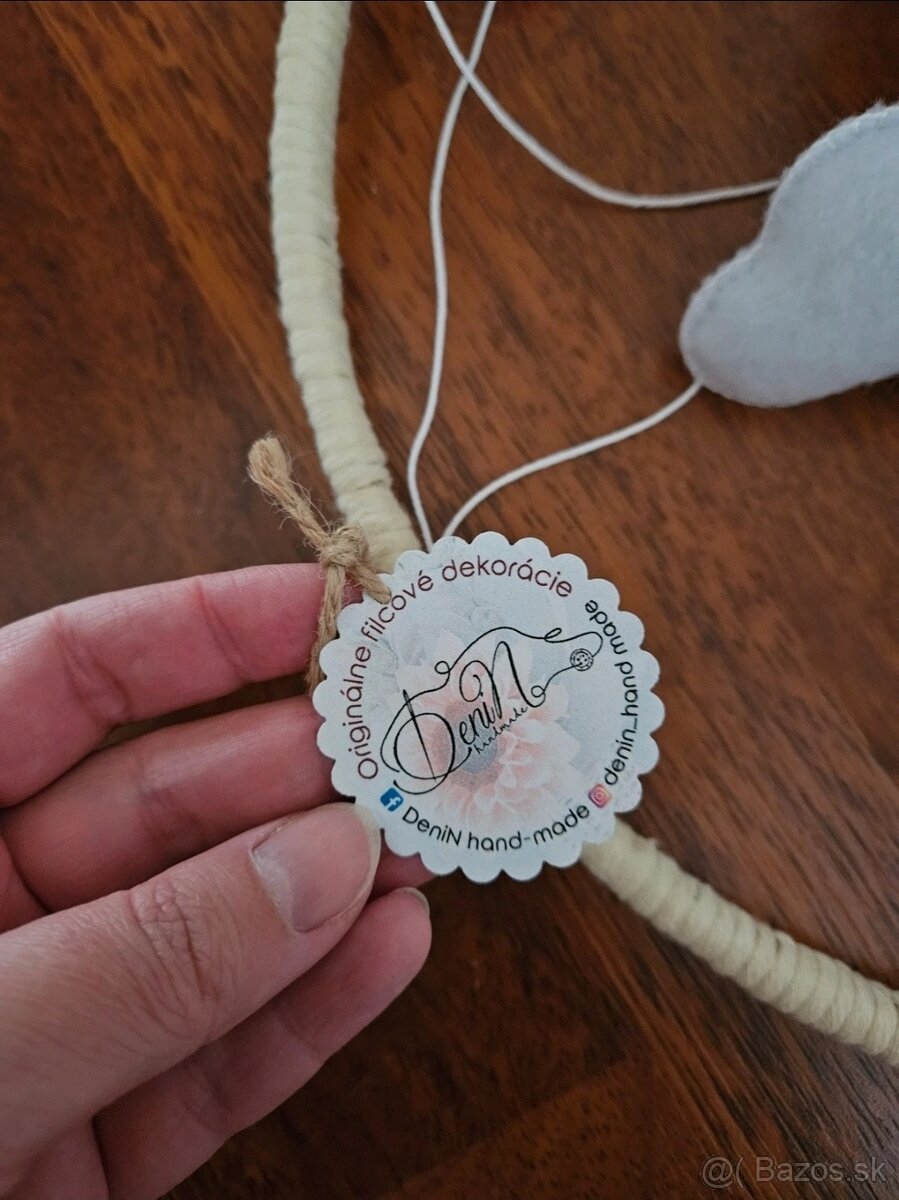 Originálne filcové dekorácie
DeniN
handmade
DeniN hand-made
denin_hand made
@( Bazos.sk